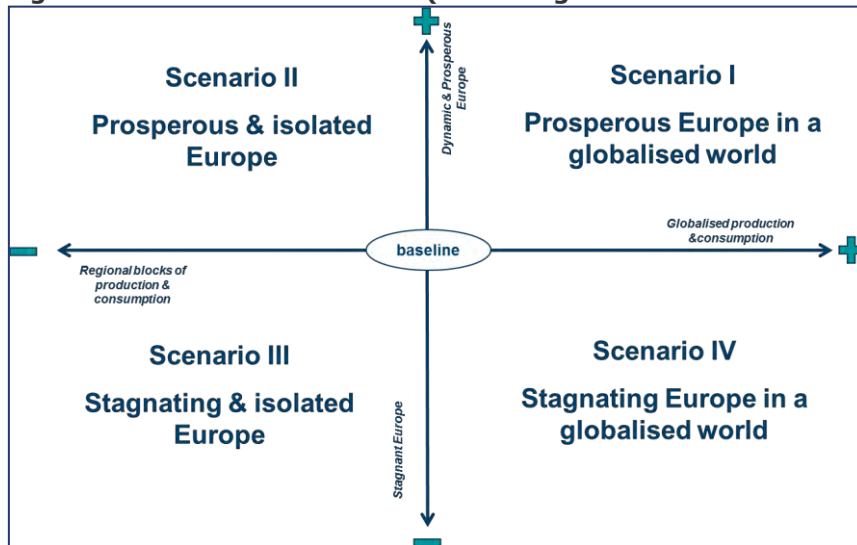 Scenario II
Prosperous & isolated
Europe
Dynamic & Prosperous
Europe
Scenario I
Prosperous Europe in a
globalised world
baseline
Globalised production
&consumption
Regional blocks of
production &
consumption
Scenario III
Stagnating & isolated
Europe
Stagnant Europe
Scenario IV
Stagnating Europe in a
globalised world